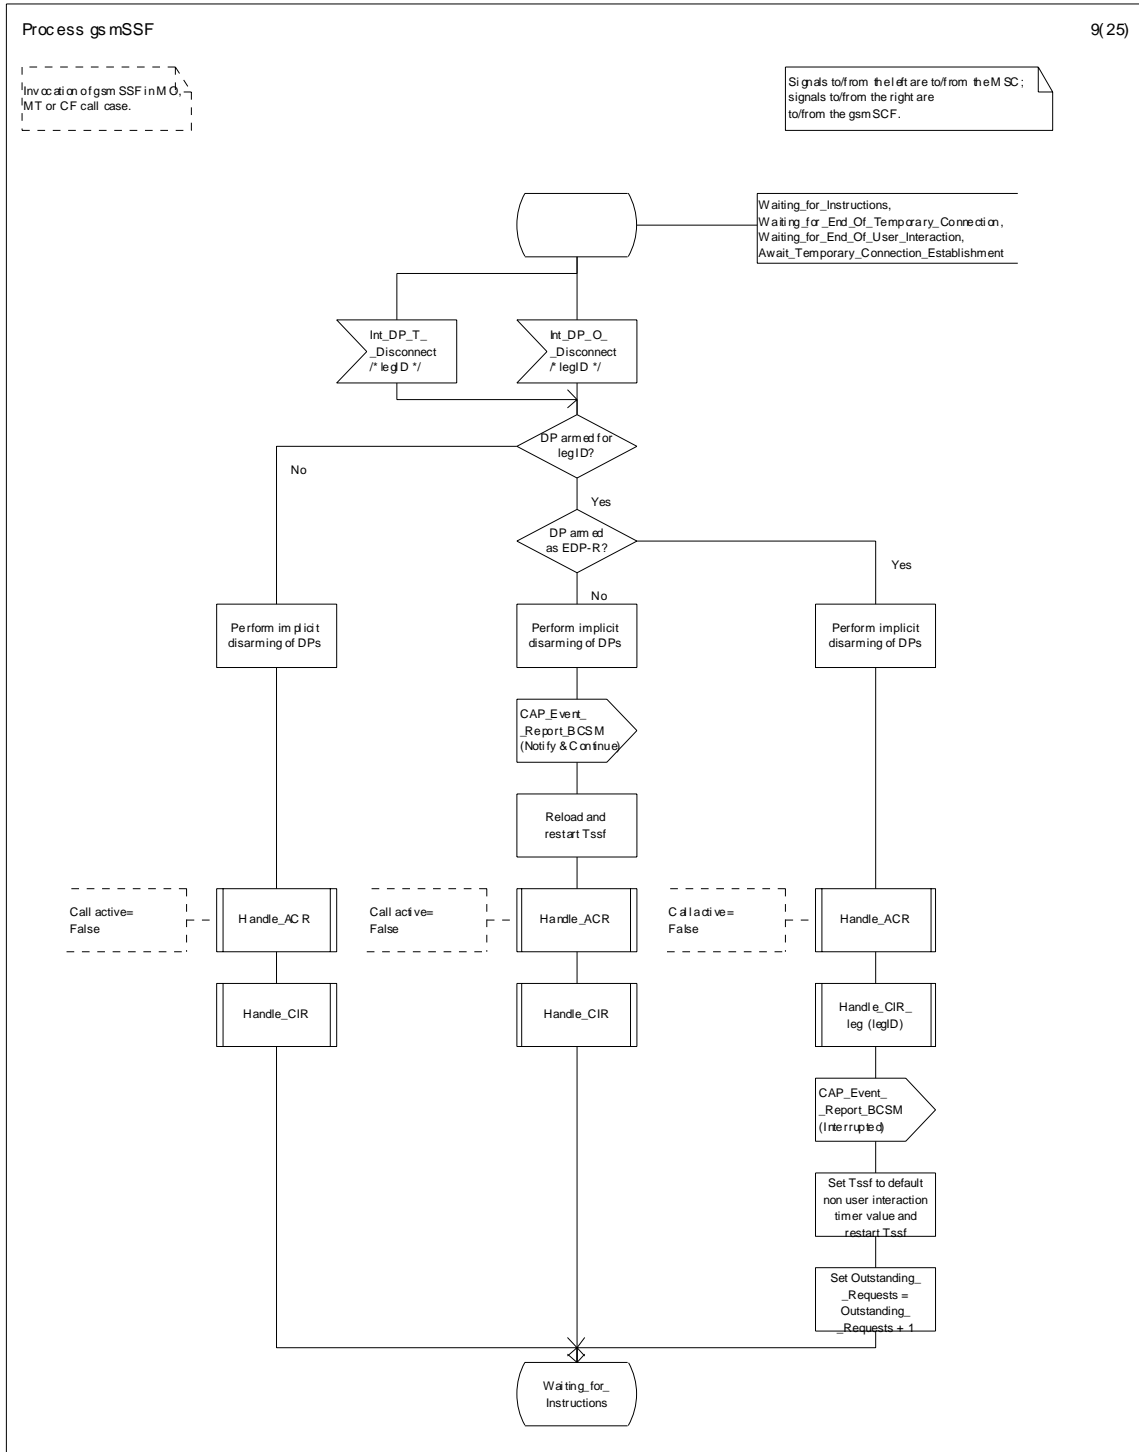 Process gsmSSF
9(25)
Invocation of gsmSSF in MO,
MT or CF call case.
Signals to/from the left are to/from the MSC;
signals to/from the right are
to/from the gsmSCF.
Waiting_for_Instructions,
Waiting_for_End_Of_Temporary_Connection,
Waiting_for_End_Of_User_Interaction,
Await_Temporary_Connection_Establishment
Int_DP_T_
_Disconnect
/* legID */
Int_DP_O_
_Disconnect
/* legID */
DP armed for
legID?
No
Yes
DP armed
as EDP-R?
Yes
No
Perform implicit
disarming of DPs
Perform implicit
disarming of DPs
Perform implicit
disarming of DPs
CAP_Event_
_Report_BCSM
(Notify & Continue)
Reload and
restart Tssf
Call active=
False
Handle_ACR
Call active=
False
Handle_ACR
Call active=
False
Handle_ACR
Handle_CIR
Handle_CIR
Handle_CIR_
leg (legID)
CAP_Event_
_Report_BCSM
(Interrupted)
Set Tssf to default
non user interaction
timer value and
restart Tssf
Set Outstanding_
_Requests =
Outstanding_
_Requests + 1
Waiting_for_
Instructions